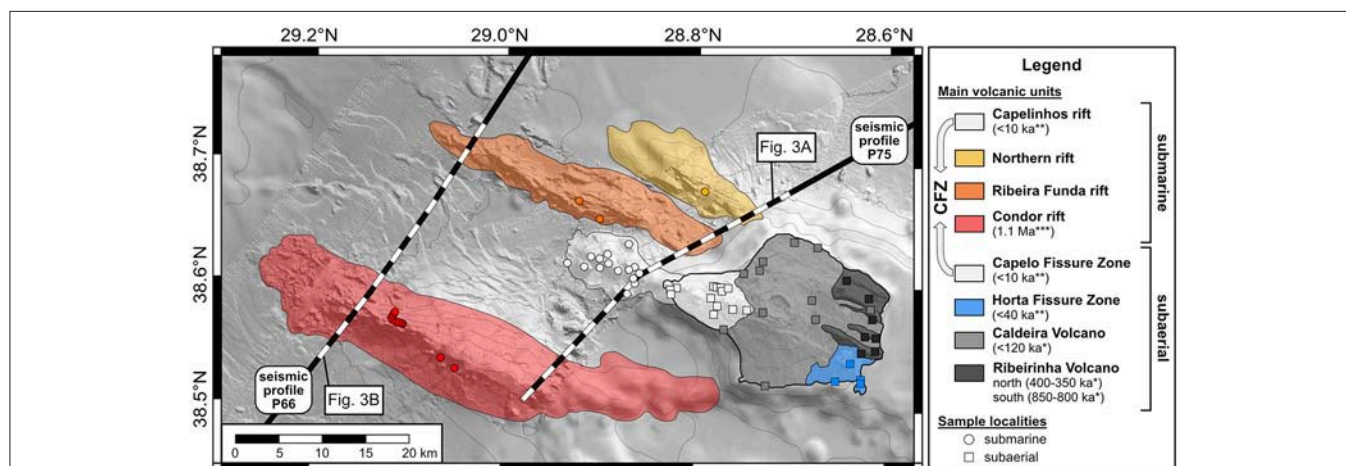 29.2°N 29.0°N 28.8°N 28.6°N
38.7°N
38.6°N
38.5°N
seismic
profile
P75
Fig. 3A
seismic
profile
P66
Fig. 3B
0 5 10 15 20 km
Legend
Main volcanic units
Capelinhos rift
(<10 ka**)
Northern rift
Ribeira Funda rift
Condor rift
(1.1 Ma***)
Capelo Fissure Zone
(<10 ka**)
Horta Fissure Zone
(<40 ka**)
Caldeira Volcano
(<120 ka*)
Ribeirinha Volcano
north (400-350 ka*)
south (850-800 ka*)
CFZ
submarine
subaerial
Sample localities
submarine
subaerial